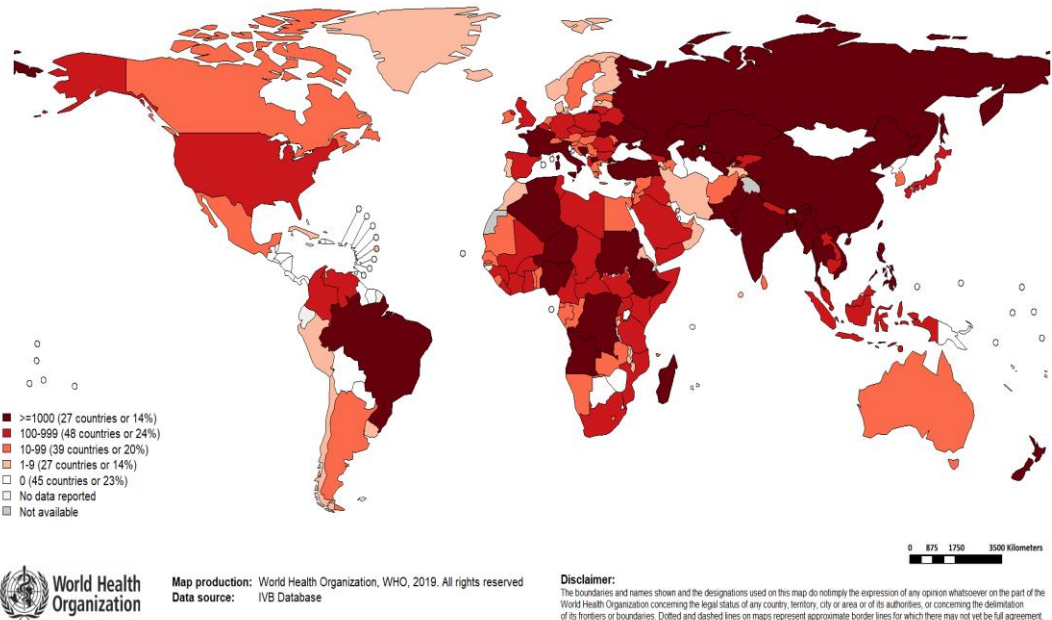 >=1000 (27 countries or 14%)
100-999 (48 countries or 24%)
10-99 (39 countries or 20%)
1-9 (27 countries or 14%)
0 (45 countries or 23%)
No data reported
Not available
0 875 1750 3500 Kilometers
World Health
Organization
Map production: World Health Organization, WHO, 2019. All rights reserved
Data source: IVB Database
Disclaimer:
The boundaries and names shown and the designations used on this map do notimply the expression of any opinion whatsoever on the part of the
World Health Organization concerning the legal status of any country, territory, city or area or of its authorities, or concerning the delimitation
of its frontiers or boundaries. Dotted and dashed lines on maps represent approximate border lines for which there may not yet be full agreement.